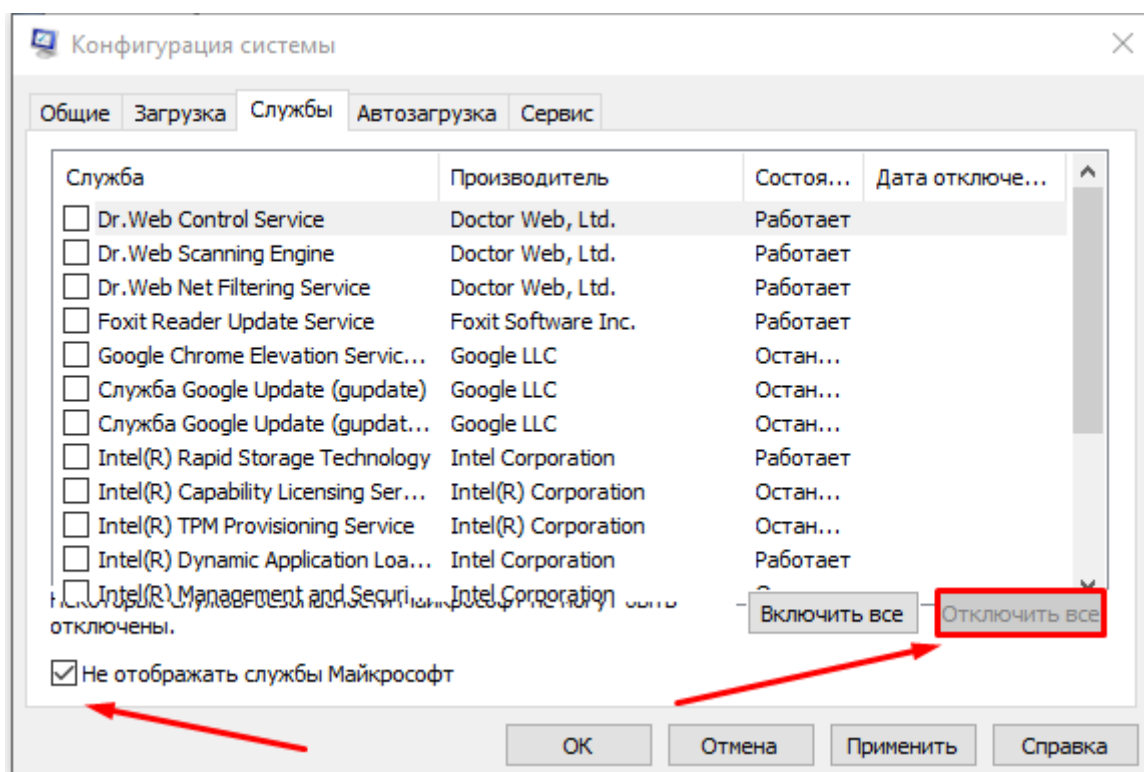 Конфигурация системы
Общие Загрузка Службы Автозагрузка Сервис
Служба Производитель Состоя... Дата отключе...
Dr.Web Control Service Doctor Web, Ltd. Работает
Dr.Web Scanning Engine Doctor Web, Ltd. Работает
Dr.Web Net Filtering Service Doctor Web, Ltd. Работает
Foxit Reader Update Service Foxit Software Inc. Работает
Google Chrome Elevation Servic... Google LLC Остан...
Служба Google Update (gupdate) Google LLC Остан...
Служба Google Update (gupdat... Google LLC Остан...
Intel(R) Rapid Storage Technology Intel Corporation Работает
Intel(R) Capability Licensing Ser... Intel(R) Corporation Остан...
Intel(R) TPM Provisioning Service Intel(R) Corporation Остан...
Intel(R) Dynamic Application Loa... Intel Corporation Работает
Intel(R) Management and Securi... Intel Corporation
отключены.
Включить все Отключить все
Не отображать службы Майкрософт
ОК Отмена Применить Справка